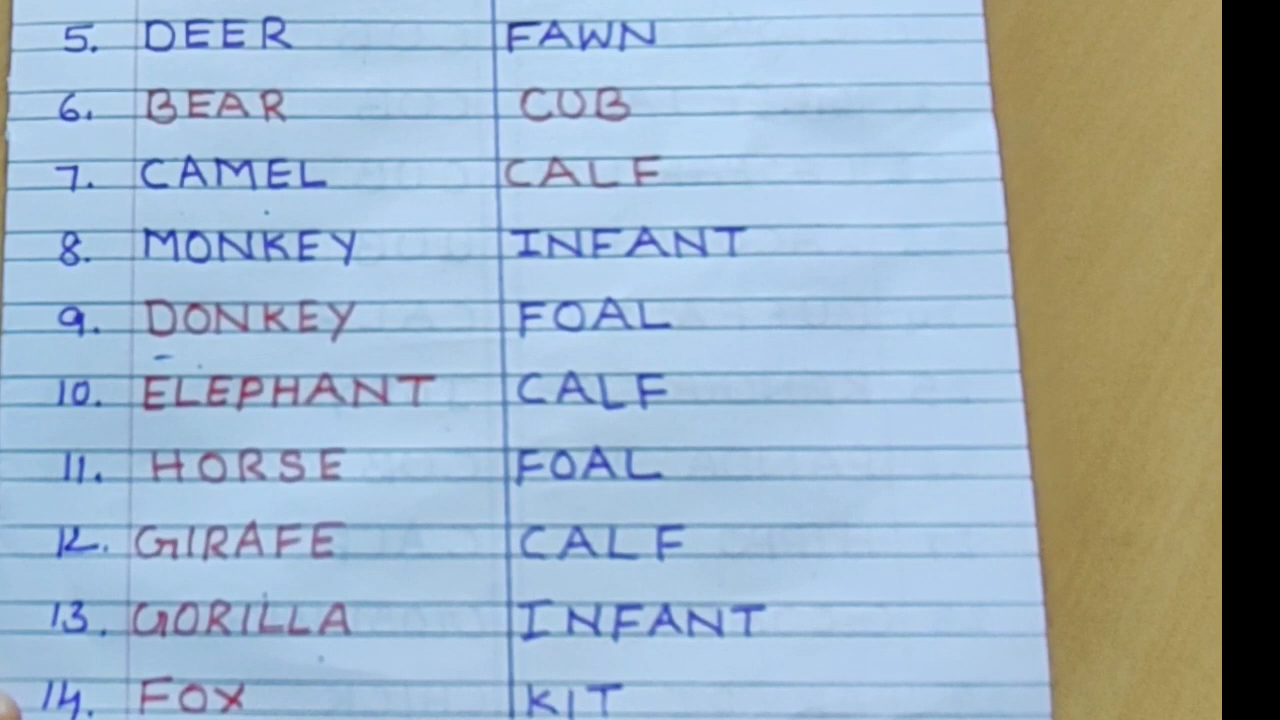 5. DEER FAWN
6. BEAR CUB
7. CAMEL CALF
8. MONKEY INFANT
9. DONKEY FOAL
10. ELEPHANT CALF
11. HORSE FOAL
12. GIRAFE CALF
13. GORILLA INFANT
14. FOX KIT